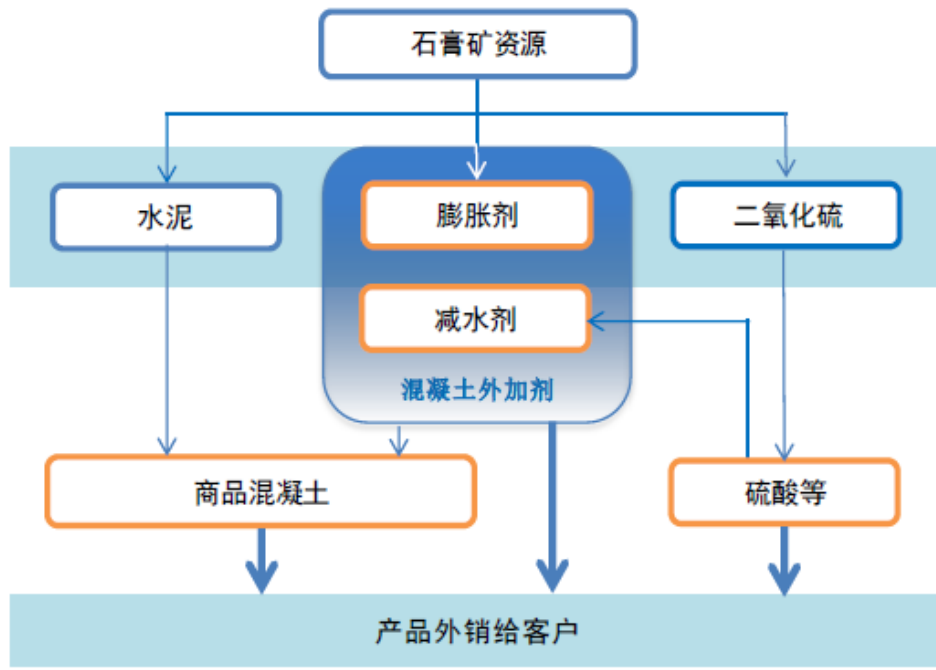 石膏矿资源
水泥
膨胀剂
二氧化硫
减水剂
混凝土外加剂
商品混凝土
硫酸等
产品外销给客户